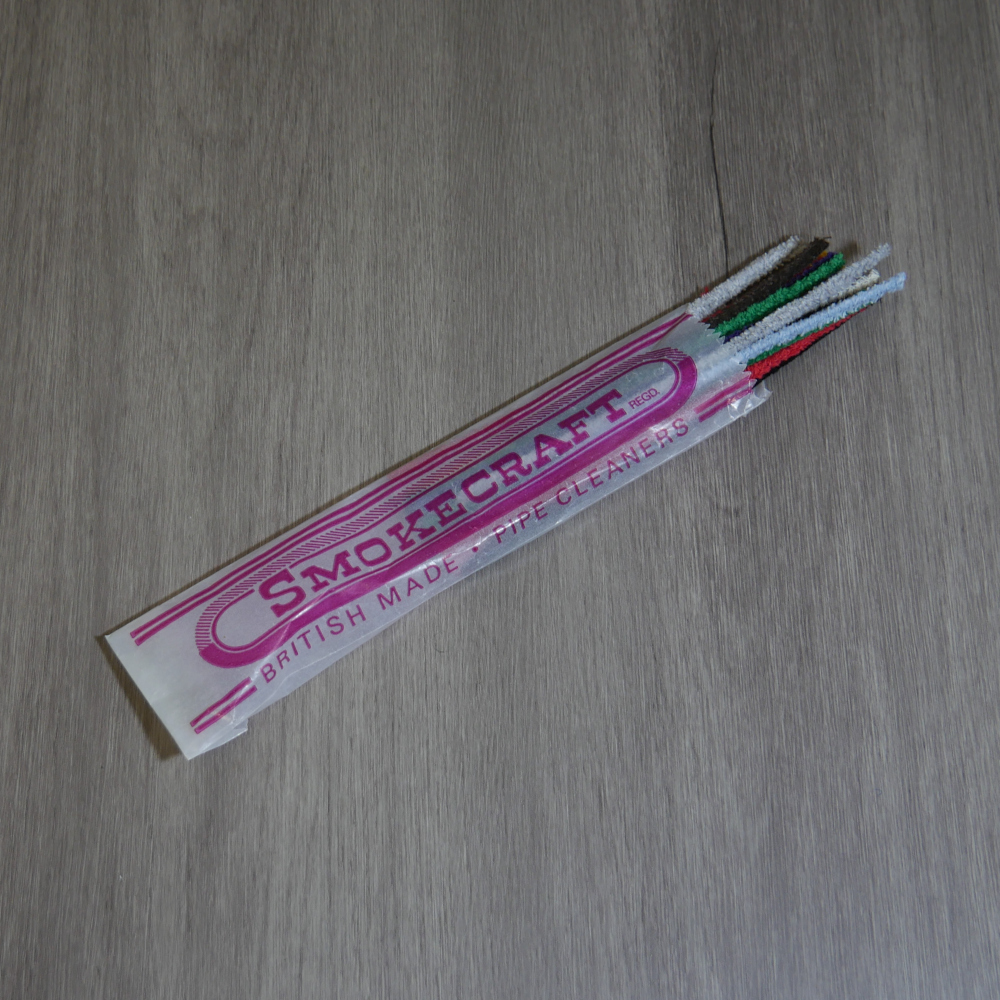 SMOKECRAFT REGD.
BRITISH MADE · PIPE CLEANERS